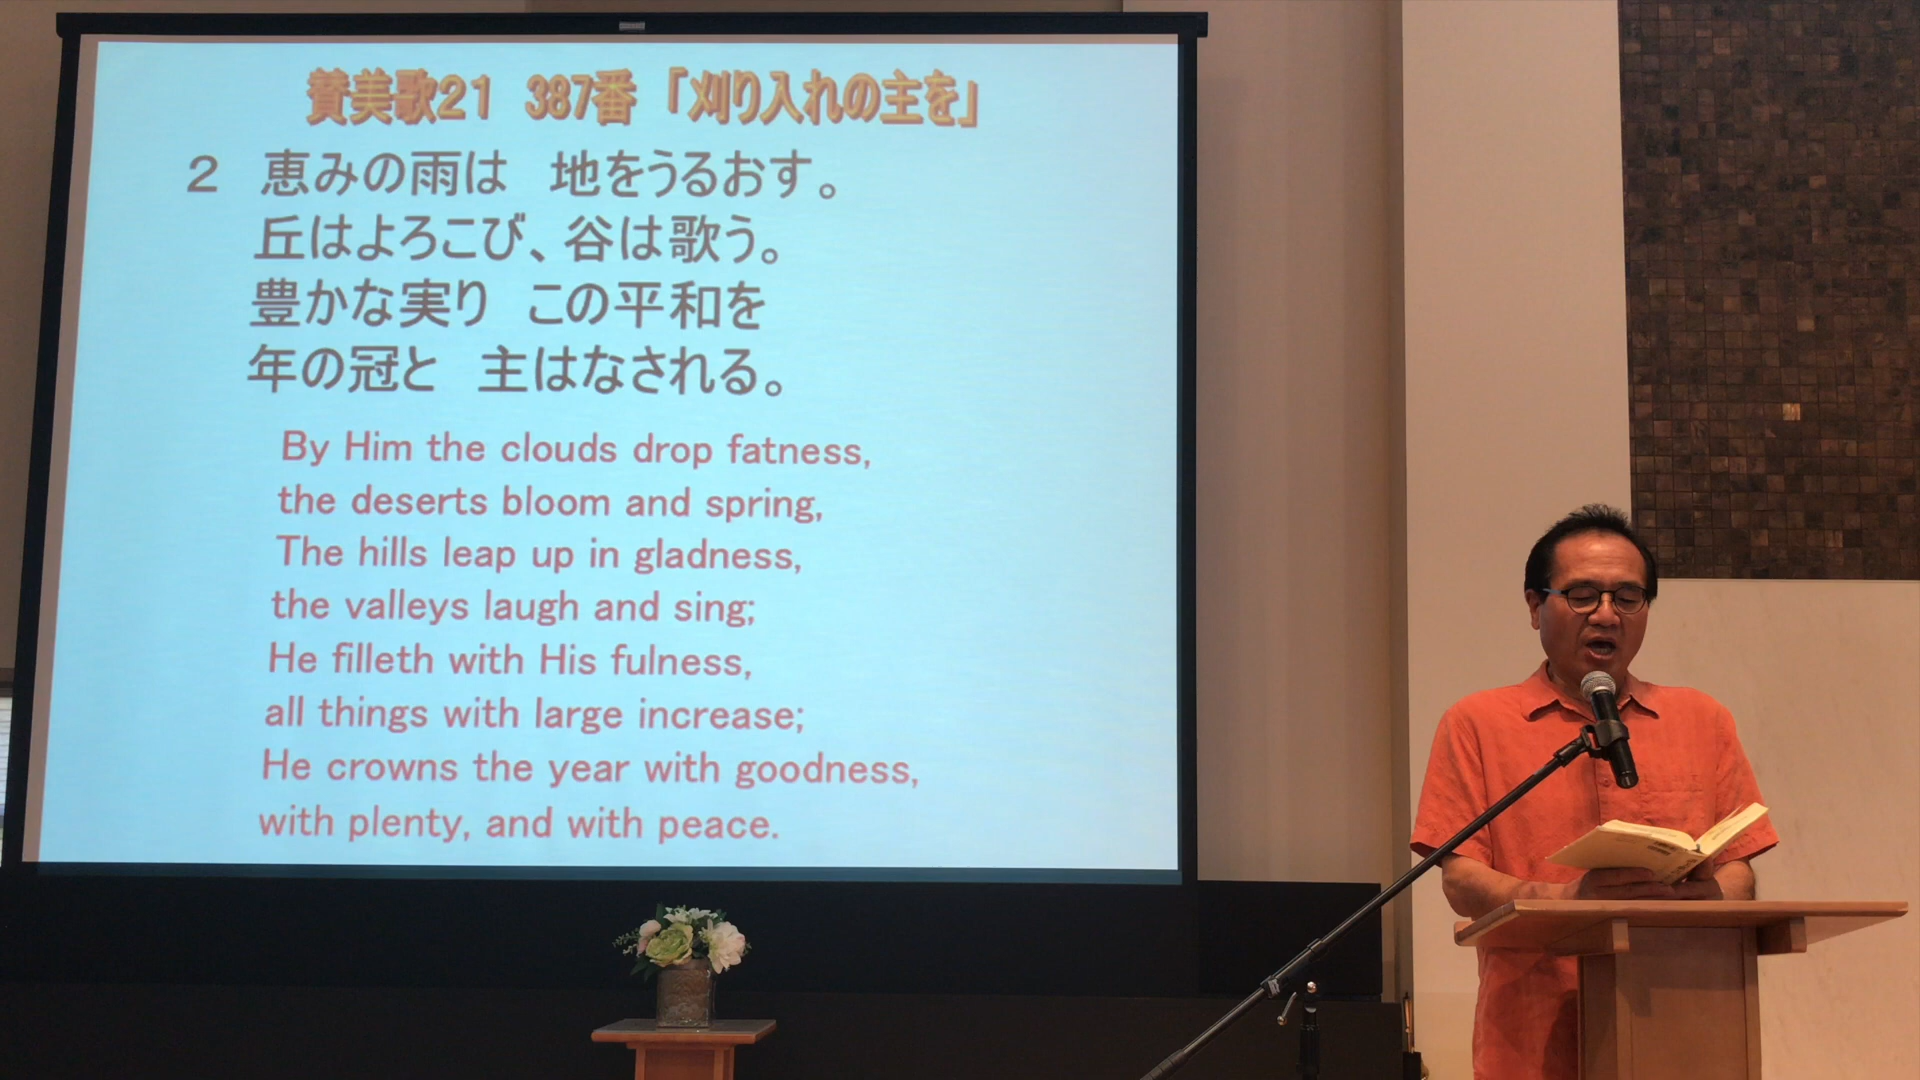 賛美歌21　387番「刈り入れの主を」
2　恵みの雨は　地をうるおす。
丘はよろこび、谷は歌う。
豊かな実り　この平和を
年の冠と　主はなされる。
By Him the clouds drop fatness,
the deserts bloom and spring,
The hills leap up in gladness,
the valleys laugh and sing;
He filleth with His fulness,
all things with large increase;
He crowns the year with goodness,
with plenty, and with peace.